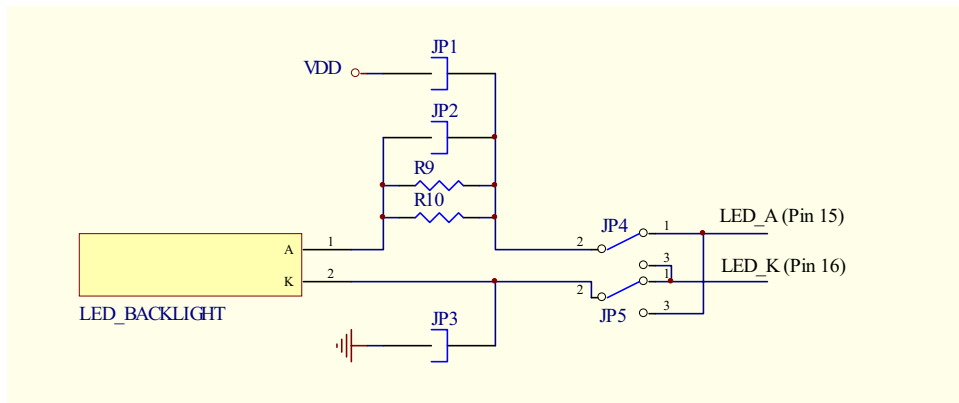 JP1
VDD
JP2
R9
R10
JP4
1
LED_A (Pin 15)
2
A
1
3
LED_K (Pin 16)
1
K
2
2
JP5
3
LED_BACKLIGHT
JP3